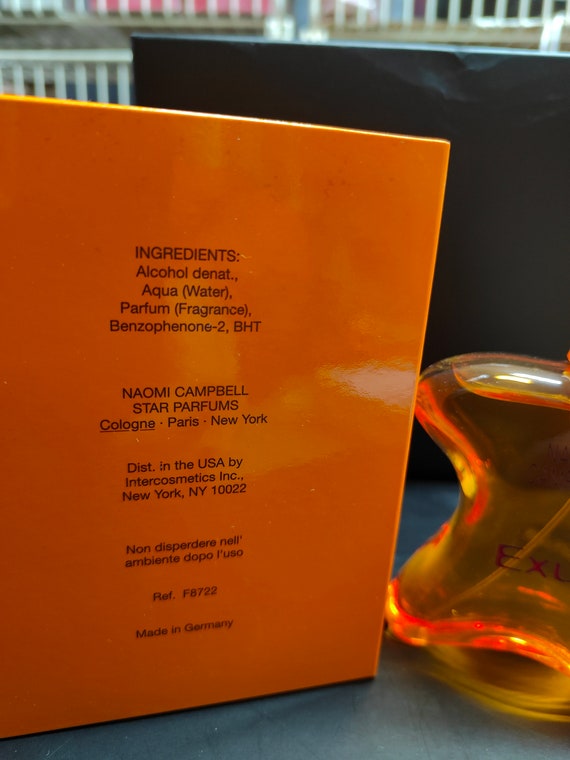 INGREDIENTS:
Alcohol denat.,
Aqua (Water),
Parfum (Fragrance),
Benzophenone-2, BHT
NAOMI CAMPBELL
STAR PARFUMS
Cologne · Paris · New York
Dist. in the USA by
Intercosmetics Inc.,
New York, NY 10022
Non disperdere nell'
ambiente dopo l'uso
Ref. F8722
Made in Germany
Exu